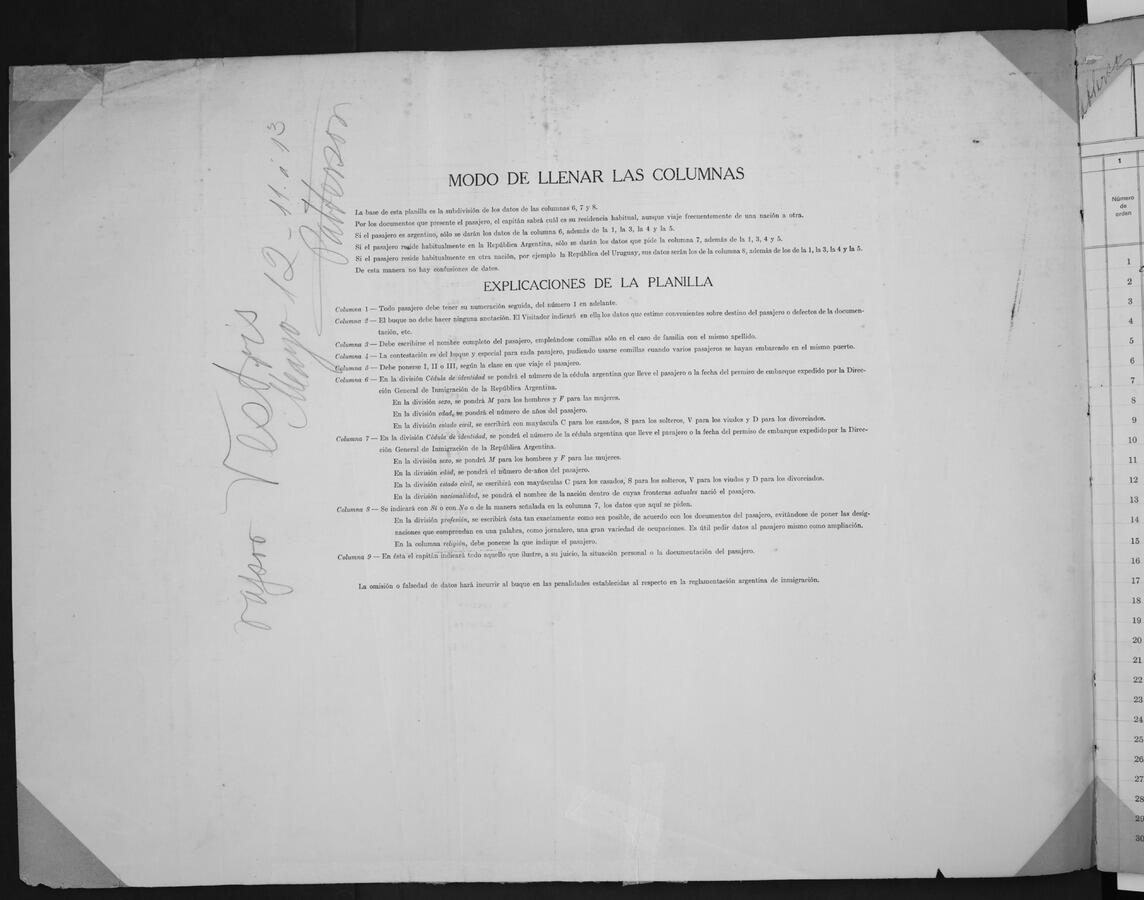 vapor Vestris
Mayo 12 - 11. a 13
Patterson
MODO DE LLENAR LAS COLUMNAS
La base de esta planilla es la subdivisión de los datos de las columnas 6, 7 y 8.
Por los documentos que presente el pasajero, el capitán sabrá cuál es su residencia habitual, aunque viaje frecuentemente de una nación a otra.
Si el pasajero es argentino, sólo se darán los datos de la columna 6, además de la 1, la 3, la 4 y la 5.
Si el pasajero reside habitualmente en la República Argentina, sólo se darán los datos que pide la columna 7, además de la 1, 3, 4 y 5.
Si el pasajero reside habitualmente en otra nación, por ejemplo la República del Uruguay, sus datos serán los de la columna 8, además de los de la 1, la 3, la 4 y la 5.
De esta manera no hay confusiones de datos.
EXPLICACIONES DE LA PLANILLA
Columna 1 — Todo pasajero debe tener su numeración seguida, del número 1 en adelante.
Columna 2 — El buque no debe hacer ninguna anotación. El Visitador indicará en ella los datos que estime convenientes sobre destino del pasajero o defectos de la documen-
tación, etc.
Columna 3 — Debe escribirse el nombre completo del pasajero, empleándose comillas sólo en el caso de familia con el mismo apellido.
Columna 4 — La contestación es del buque y especial para cada pasajero, pudiendo usarse comillas cuando varios pasajeros se hayan embarcado en el mismo puerto.
Columna 5 — Debe ponerse I, II o III, según la clase en que viaje el pasajero.
Columna 6 — En la división Cédula de identidad se pondrá el número de la cédula argentina que lleve el pasajero o la fecha del permiso de embarque expedido por la Direc-
ción General de Inmigración de la República Argentina.
En la división sexo, se pondrá M para los hombres y F para las mujeres.
En la división edad, se pondrá el número de años del pasajero.
En la división estado civil, se escribirá con mayúscula C para los casados, S para los solteros, V para los viudos y D para los divorciados.
Columna 7 — En la división Cédula de identidad, se pondrá el número de la cédula argentina que lleve el pasajero o la fecha del permiso de embarque expedido por la Direc-
ción General de Inmigración de la República Argentina.
En la división sexo, se pondrá M para los hombres y F para las mujeres.
En la división edad, se pondrá el número de años del pasajero.
En la división estado civil, se escribirá con mayúsculas C para los casados, S para los solteros, V para los viudos y D para los divorciados.
En la división nacionalidad, se pondrá el nombre de la nación dentro de cuyas fronteras actuales nació el pasajero.
Columna 8 — Se indicará con Si o con No o de la manera señalada en la columna 7, los datos que aquí se piden.
En la división profesión, se escribirá ésta tan exactamente como sea posible, de acuerdo con los documentos del pasajero, evitándose de poner las desig-
naciones que comprendan en una palabra, como jornalero, una gran variedad de ocupaciones. Es útil pedir datos al pasajero mismo como ampliación.
En la columna religión, debe ponerse la que indique el pasajero.
Columna 9 — En ésta el capitán indicará todo aquello que ilustre, a su juicio, la situación personal o la documentación del pasajero.
La omisión o falsedad de datos hará incurrir al buque en las penalidades establecidas al respecto en la reglamentación argentina de inmigración.
1
Número
de
orden
1
2
3
4
5
6
7
8
9
10
11
12
13
14
15
16
17
18
19
20
21
22
23
24
25
26
27
28
29
30